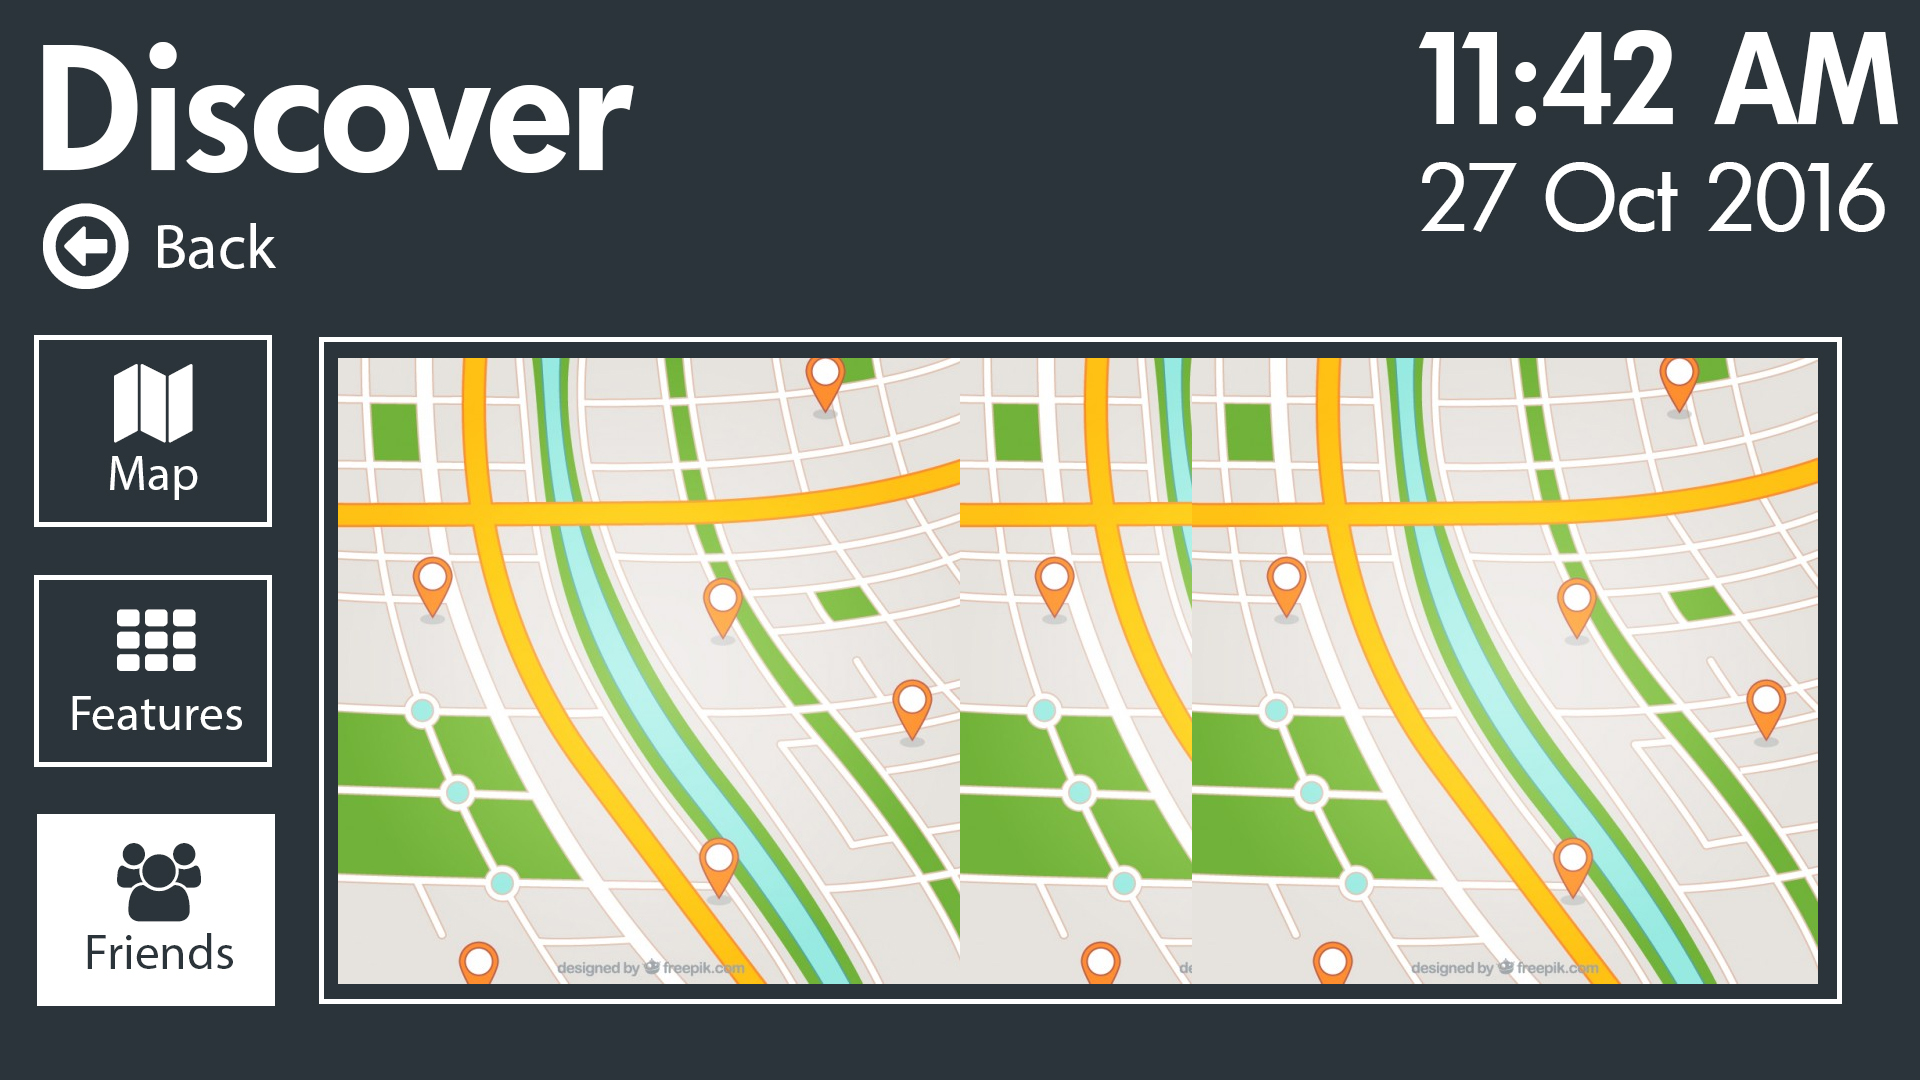 Discover
11:42 AM
27 Oct 2016
Back
Map
Features
Friends
designed by freepik.com
de
designed by freepik.com